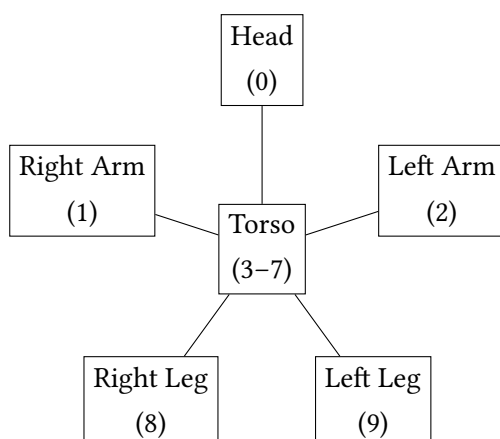 Head
(0)
Right Arm
(1)
Left Arm
(2)
Torso
(3–7)
Right Leg
(8)
Left Leg
(9)